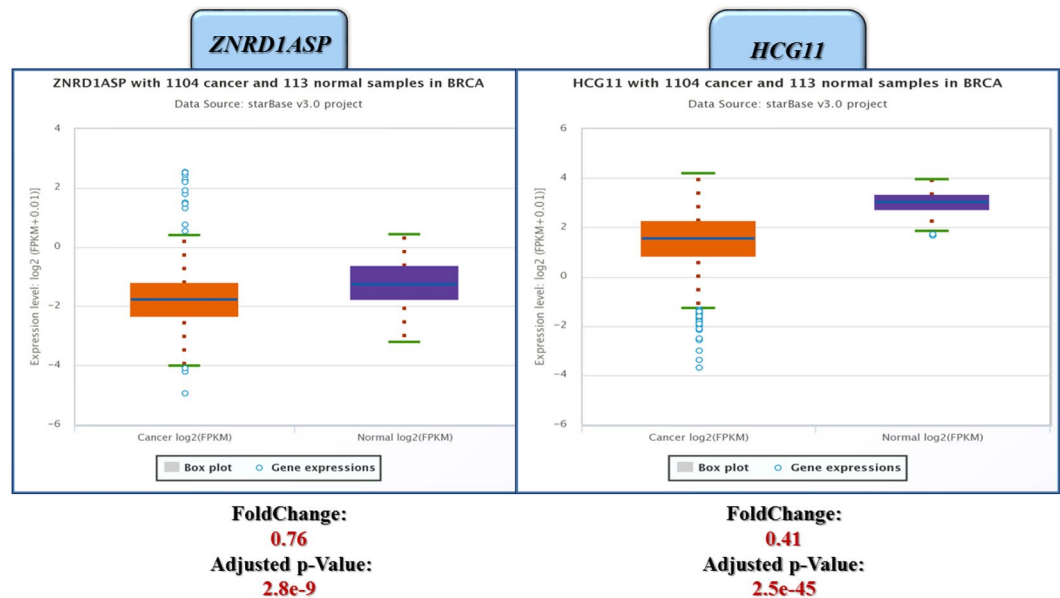 ZNRD1ASP
ZNRD1ASP with 1104 cancer and 113 normal samples in BRCA
Data Source: starBase v3.0 project
Expression level: log2 (FPKM+0.01)]
4
2
0
−2
−4
−6
Cancer log2(FPKM)
Normal log2(FPKM)
Box plot
Gene expressions
FoldChange:
0.76
Adjusted p-Value:
2.8e-9
HCG11
HCG11 with 1104 cancer and 113 normal samples in BRCA
Data Source: starBase v3.0 project
Expression level: log2 (FPKM+0.01)]
6
4
2
0
−2
−4
−6
Cancer log2(FPKM)
Normal log2(FPKM)
Box plot
Gene expressions
FoldChange:
0.41
Adjusted p-Value:
2.5e-45